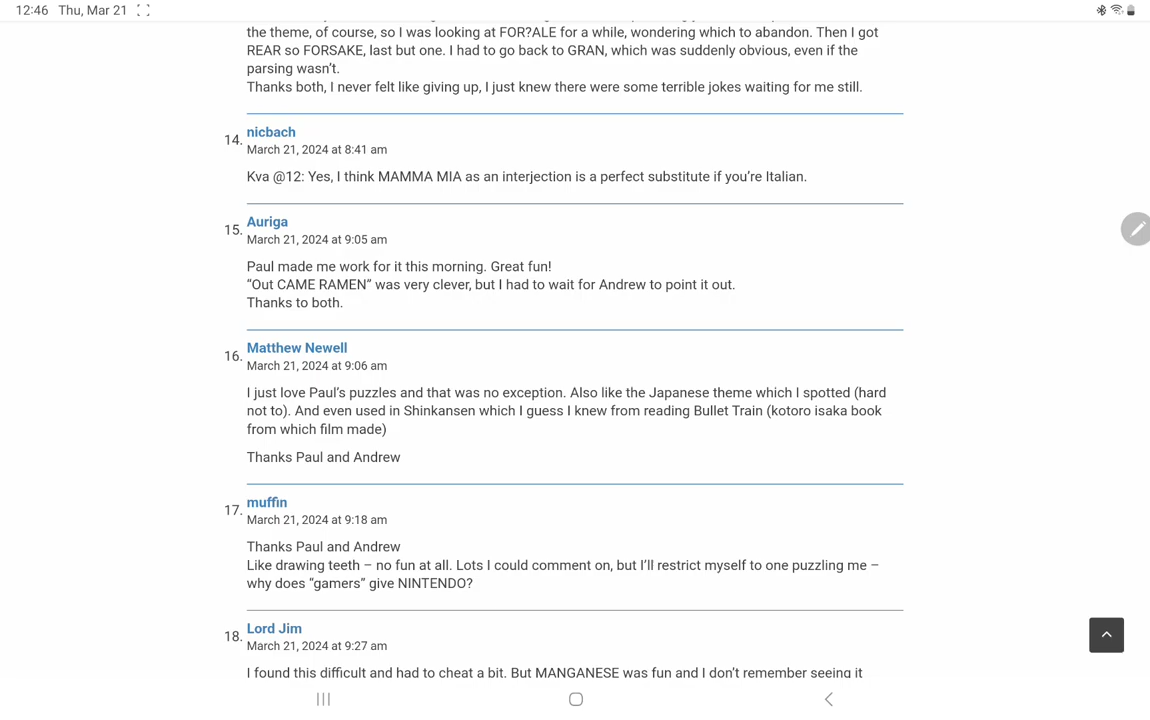 12:46 Thu, Mar 21
the theme, of course, so I was looking at FOR?ALE for a while, wondering which to abandon. Then I got
REAR so FORSAKE, last but one. I had to go back to GRAN, which was suddenly obvious, even if the
parsing wasn’t.
Thanks both, I never felt like giving up, I just knew there were some terrible jokes waiting for me still.
14. nicbach
March 21, 2024 at 8:41 am
Kva @12: Yes, I think MAMMA MIA as an interjection is a perfect substitute if you’re Italian.
15. Auriga
March 21, 2024 at 9:05 am
Paul made me work for it this morning. Great fun!
“Out CAME RAMEN” was very clever, but I had to wait for Andrew to point it out.
Thanks to both.
16. Matthew Newell
March 21, 2024 at 9:06 am
I just love Paul’s puzzles and that was no exception. Also like the Japanese theme which I spotted (hard
not to). And even used in Shinkansen which I guess I knew from reading Bullet Train (kotoro isaka book
from which film made)
Thanks Paul and Andrew
17. muffin
March 21, 2024 at 9:18 am
Thanks Paul and Andrew
Like drawing teeth – no fun at all. Lots I could comment on, but I’ll restrict myself to one puzzling me –
why does “gamers” give NINTENDO?
18. Lord Jim
March 21, 2024 at 9:27 am
I found this difficult and had to cheat a bit. But MANGANESE was fun and I don’t remember seeing it